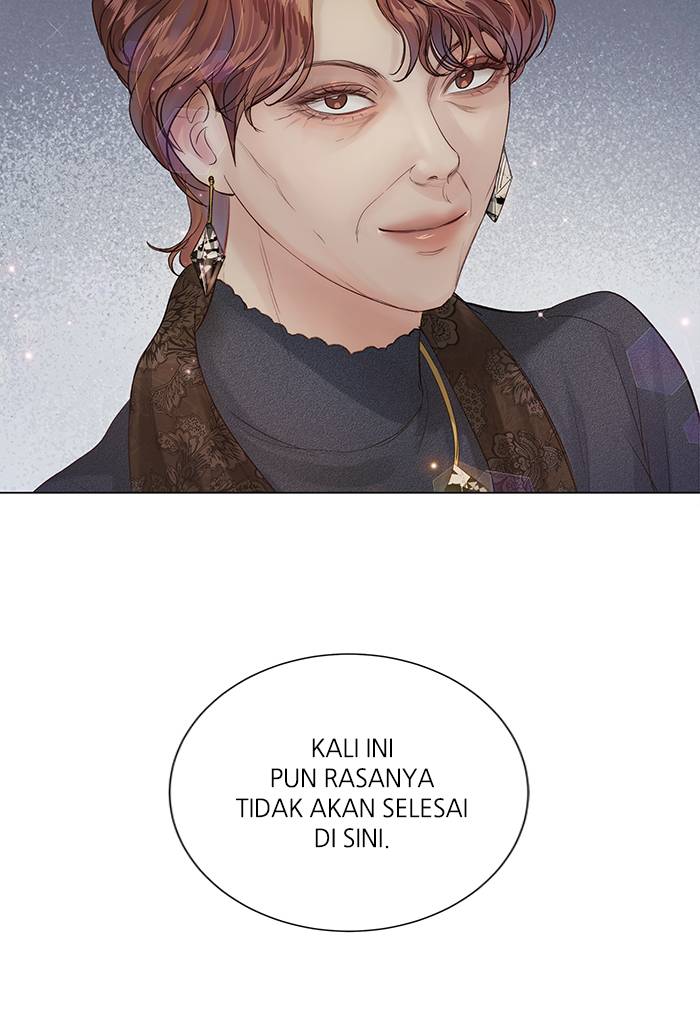 KALI INI
PUN RASANYA
TIDAK AKAN SELESAI
DI SINI.